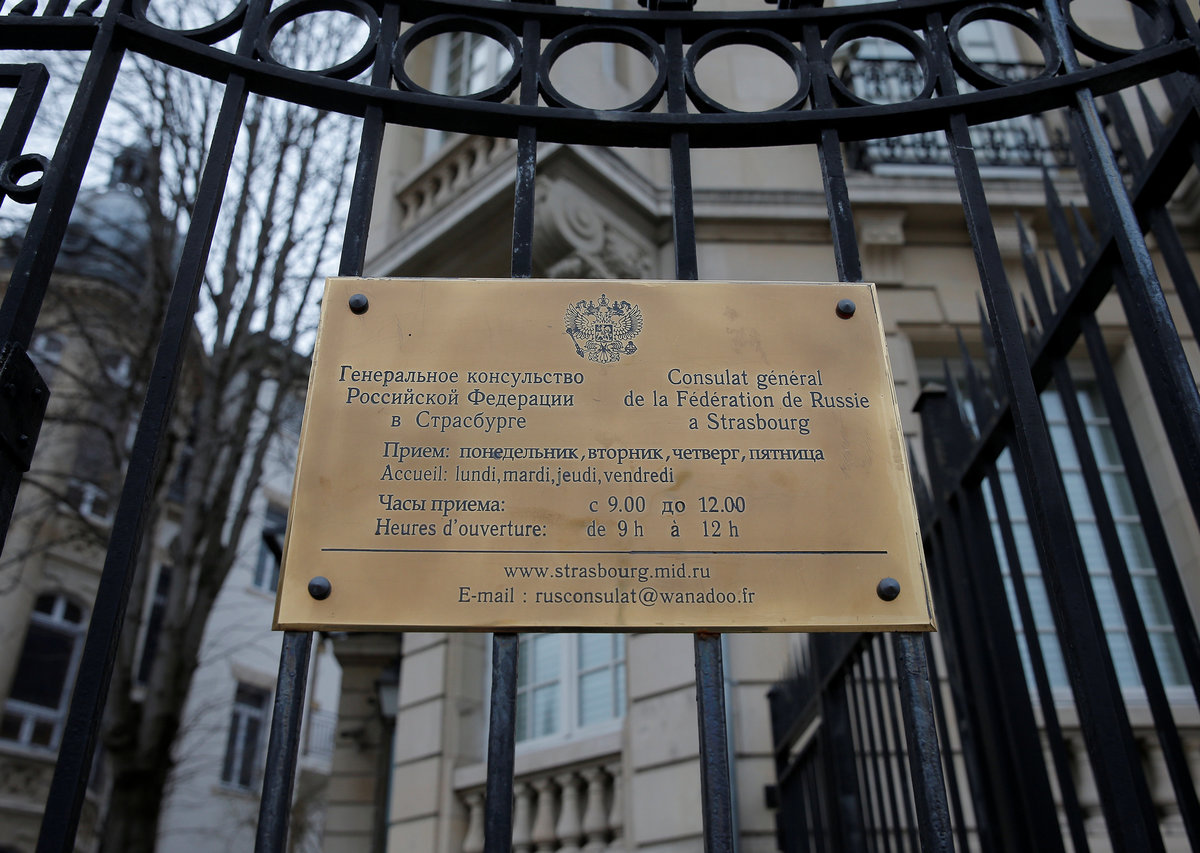 Генеральное консульство
Российской Федерации
в Страсбурге
Consulat général
de la Fédération de Russie
a Strasbourg
Прием: понедельник, вторник, четверг, пятница
Accueil: lundi, mardi, jeudi, vendredi
Часы приема: с 9.00 до 12.00
Heures d'ouverture: de 9 h à 12 h
www.strasbourg.mid.ru
E-mail : rusconsulat@wanadoo.fr